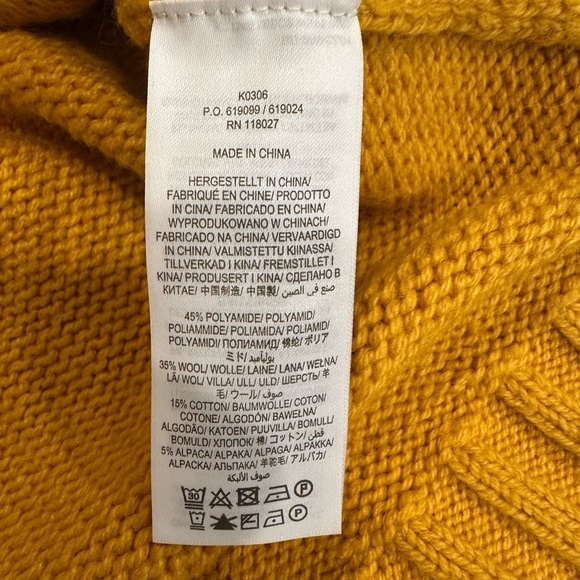 K0306
P.O. 619099 / 619024
RN 118027
MADE IN CHINA
HERGESTELLT IN CHINA/
FABRIQUÉ EN CHINE/ PRODOTTO
IN CINA/ FABRICADO EN CHINA/
WYPRODUKOWANO W CHINACH/
FABRICADO NA CHINA/ VERVAARDIGD
IN CHINA/ VALMISTETTU KIINASSA/
TILLVERKAD I KINA/ FREMSTILLET I
KINA/ PRODUSERT I KINA/ СДЕЛАНО В
КИТАЕ/ 中国制造/ 中国製/ صنع في الصين
45% POLYAMIDE/ POLYAMID/
POLIAMMIDE/ POLIAMIDA/ POLIAMID/
POLYAMIDI/ ПОЛИАМИД/ 锦纶/ ポリア
ミド/ بوليأميد
35% WOOL/ WOLLE/ LAINE/ LANA/ WEŁNA/
LÃ/ WOL/ VILLA/ ULL/ ULD/ ШЕРСТЬ/ 羊
毛/ ウール/ صوف
15% COTTON/ BAUMWOLLE/ COTON/
COTONE/ ALGODÓN/ BAWEŁNA/
ALGODÃO/ KATOEN/ PUUVILLA/ BOMULL/
BOMULD/ ХЛОПОК/ 棉/ コットン/ قطن
5% ALPACA/ ALPAKA/ ALPAGA/ ALPAKKA/
ALPACKA/ АЛЬПАКА/ 羊驼毛/ アルパカ/
صوف الألبكة
30 P
P